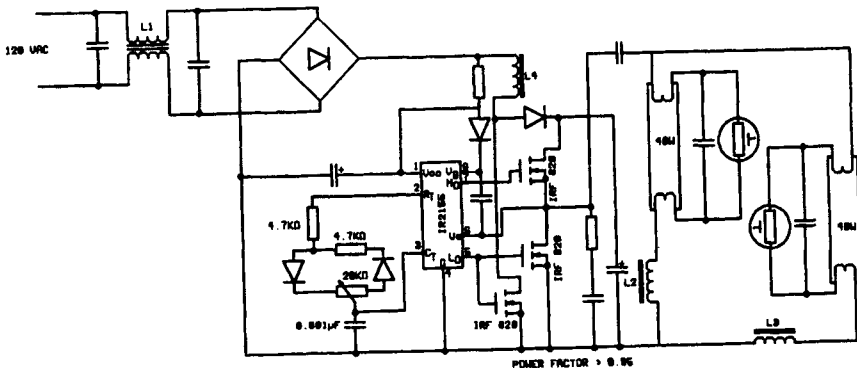 L1
120 VAC
L4
1
Vcc
VB
8
HO
7
2
RT
IR2155
IRF 820
4.7KΩ
4.7KΩ
3
CT
VS
6
LO
5
4
20KΩ
IRF 820
IRF 820
0.001µF
40W
T
T
40W
L2
L3
POWER FACTOR > 0.95